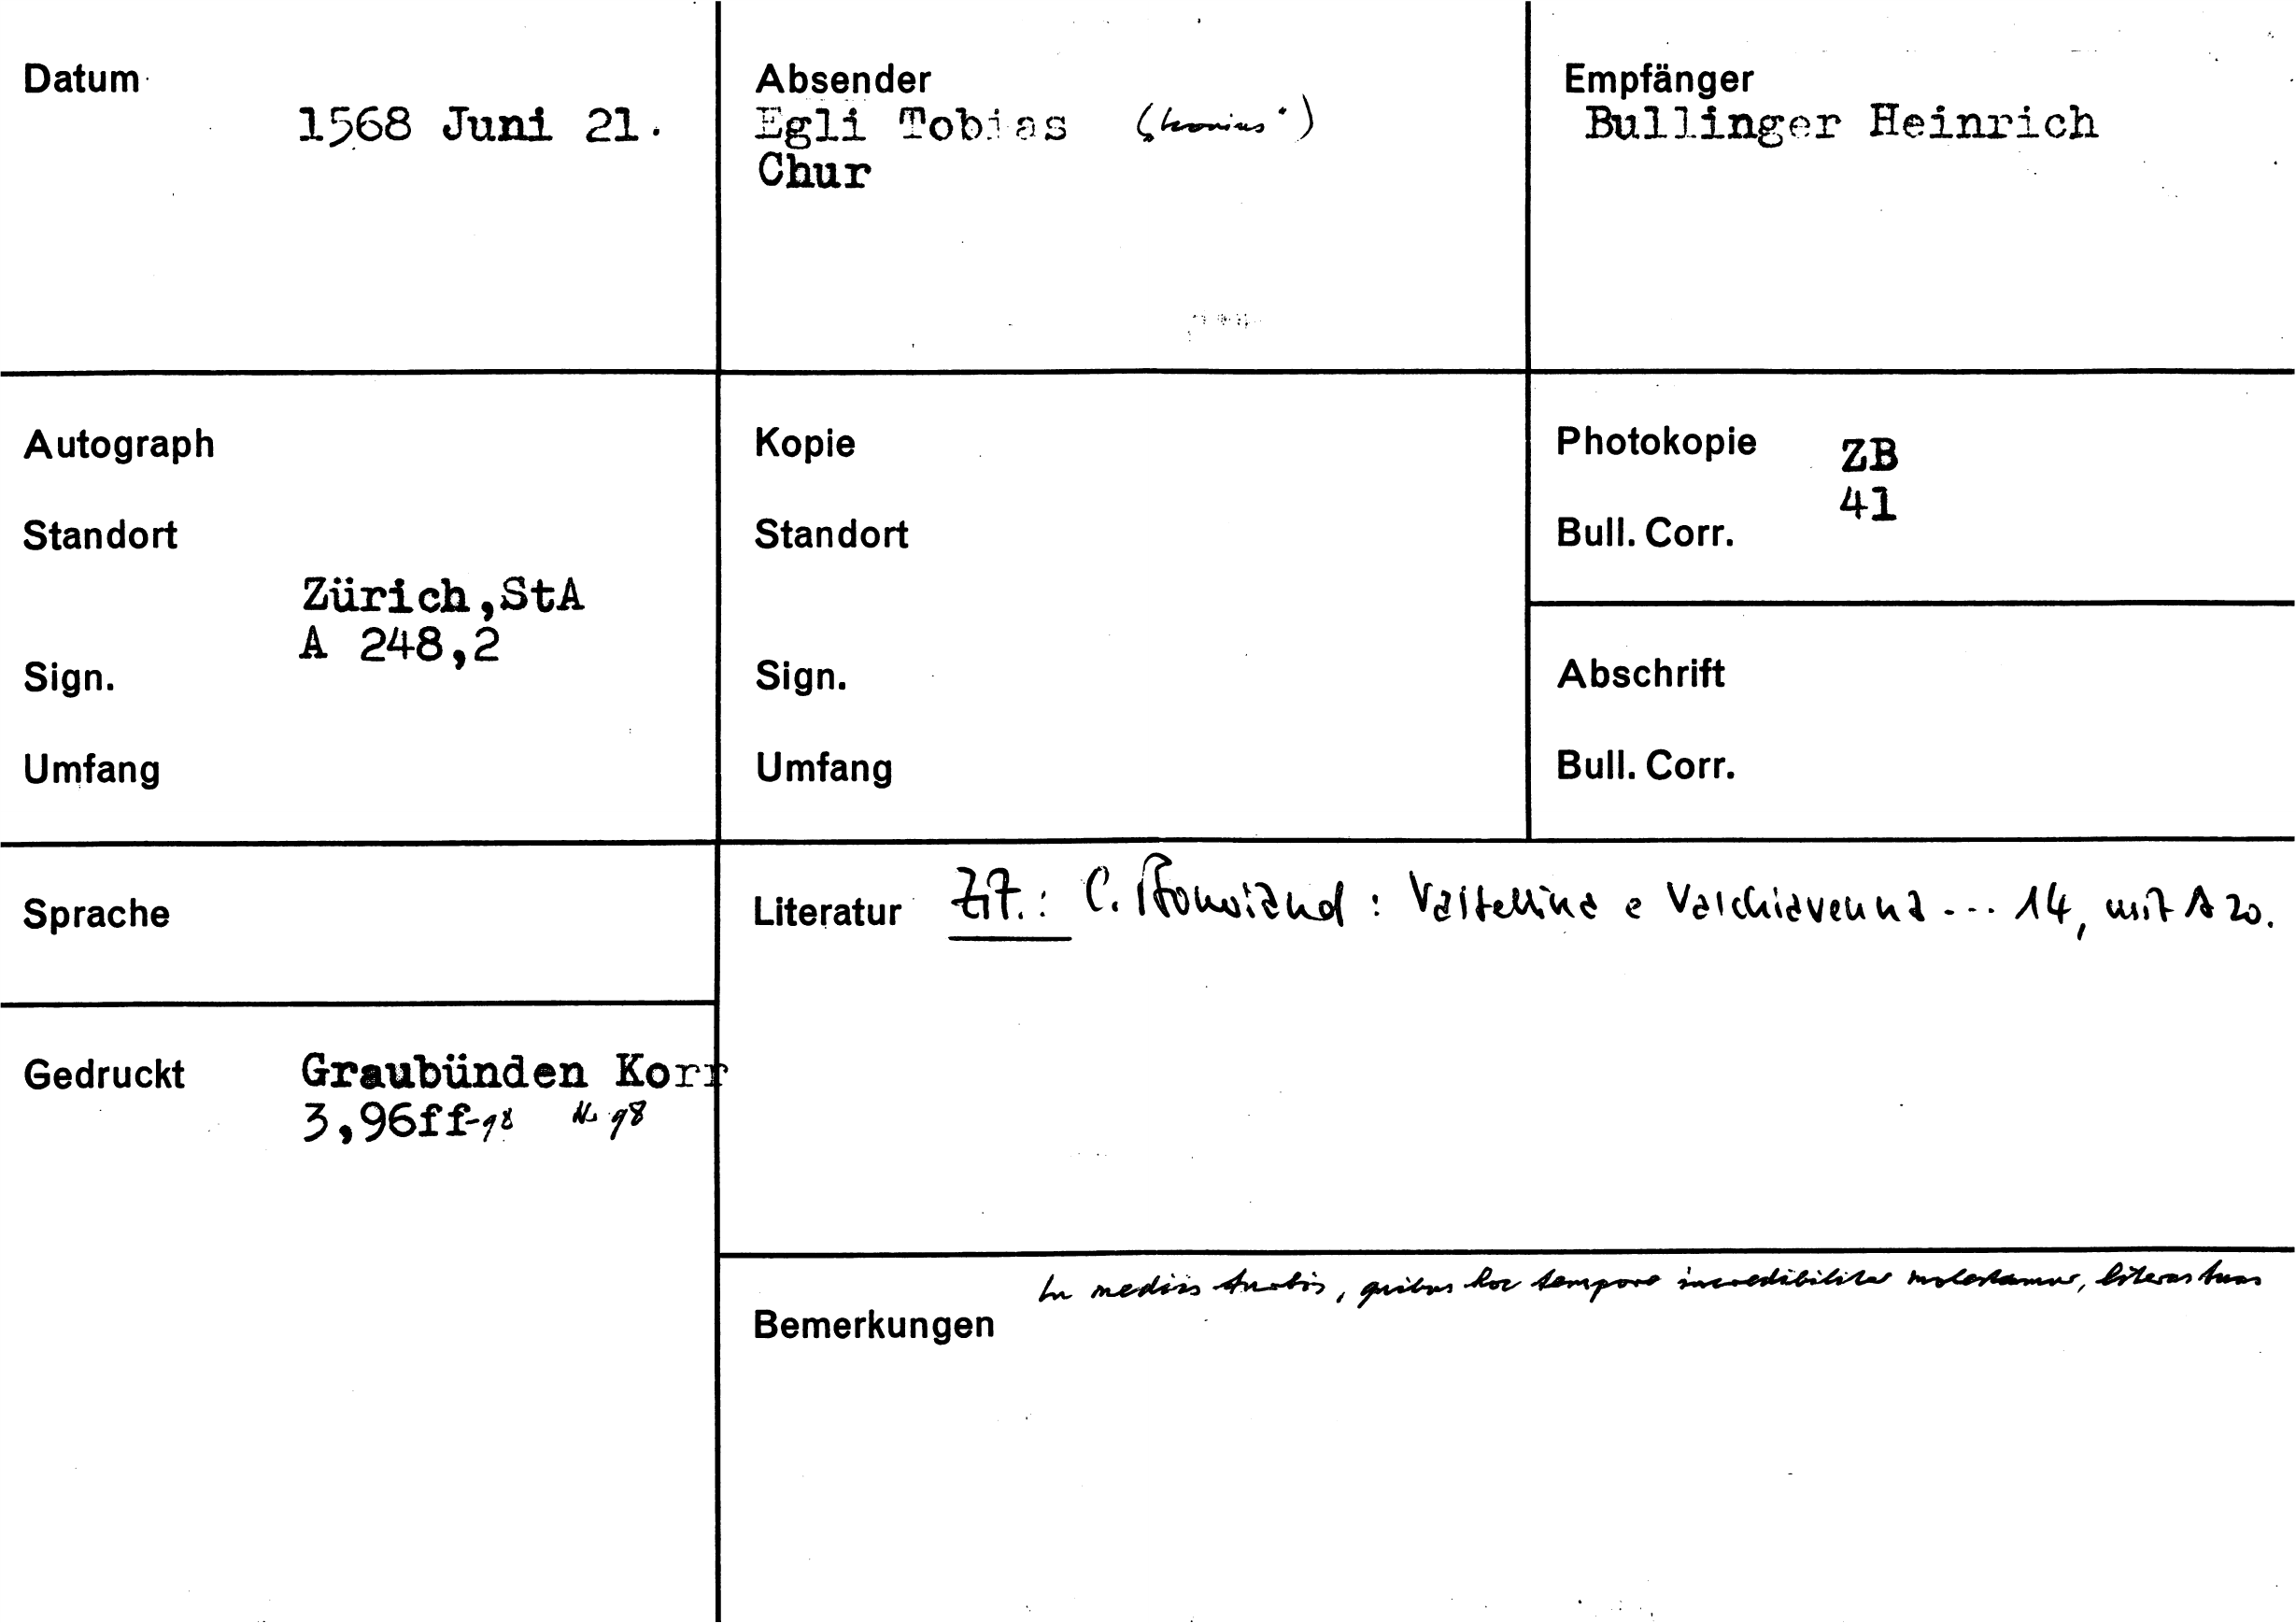 Datum
1568 Juni 21.
Absender
Egli Tobias
Chur
Empfänger
Bullinger Heinrich
Autograph
Standort
Zürich,StA
A 248,2
Sign.
Umfang
Kopie
Standort
Sign.
Umfang
Photokopie ZB
41
Bull. Corr.
Abschrift
Bull. Corr.
Sprache
Literatur Zit.: C. : Valtellina e Valchiavenna ... 14, mit A 20.
Gedruckt Graubünden Korr
3,96ff-98 Nr 98
In mediis turbis, quibus hoc tempore incredibiliter molestamur, literas tuas
Bemerkungen